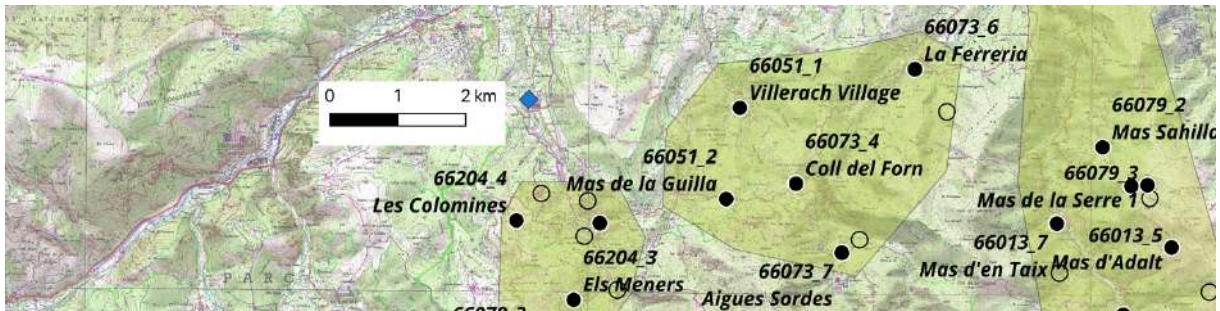 66073_6
La Ferreria
66051_1
Villerach Village
0 1 2 km
66079_2
Mas Sahilla
66073_4
Coll del Forn
66051_2
Mas de la Guilla
66204_4
Les Colomines
66079_3
Mas de la Serre 1
66013_7
Mas d'en Taix
66013_5
Mas d'Adalt
66204_3
Els Meners
66073_7
Aigues Sordes
PARC